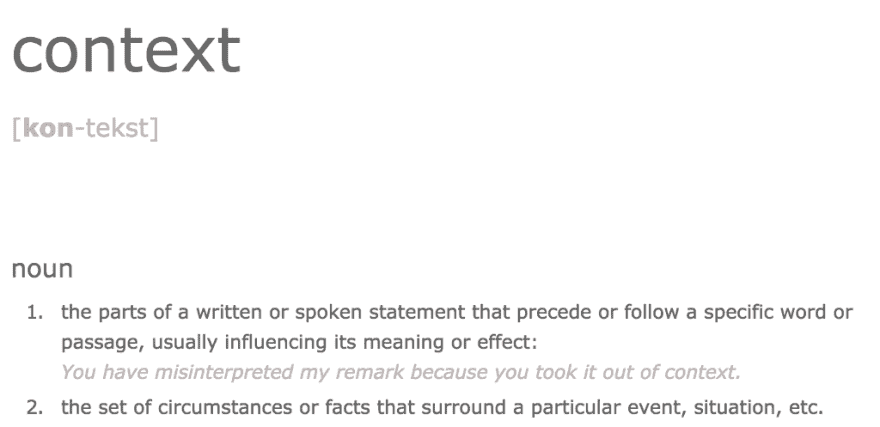 context
[kon-tekst]
noun
1. the parts of a written or spoken statement that precede or follow a specific word or
passage, usually influencing its meaning or effect:
You have misinterpreted my remark because you took it out of context.
2. the set of circumstances or facts that surround a particular event, situation, etc.